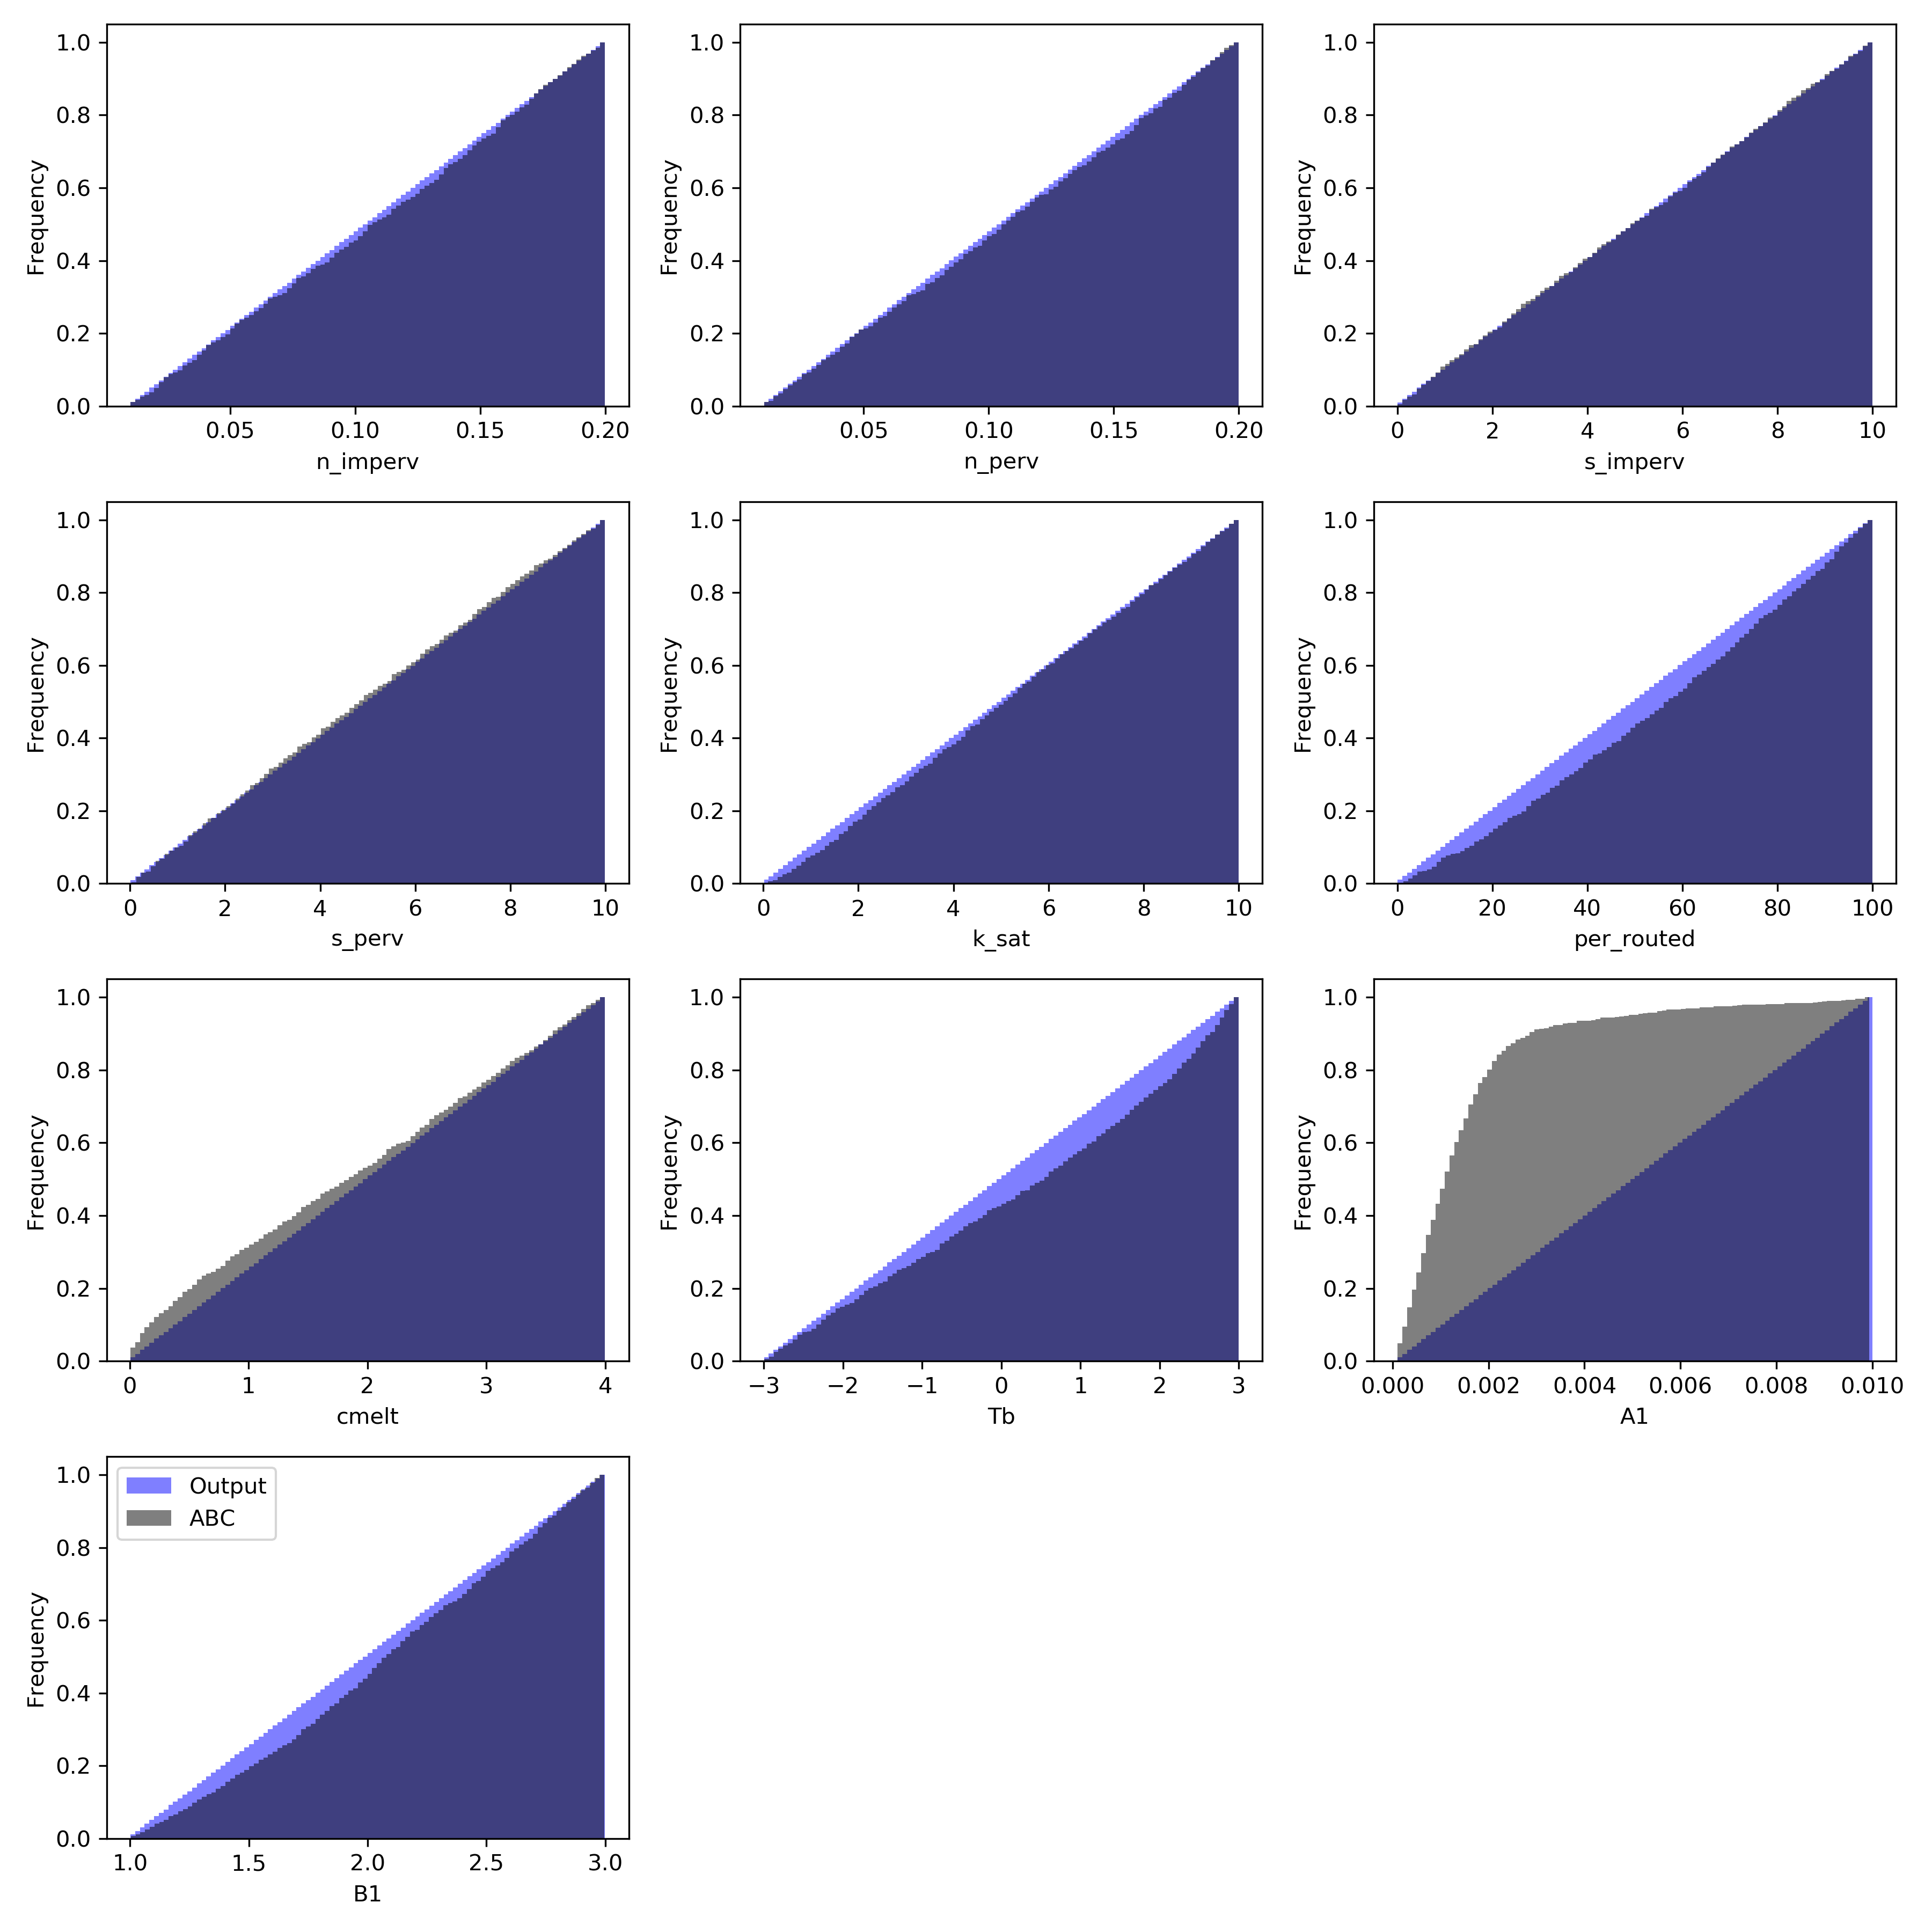 1.0
0.8
0.6
0.4
0.2
0.0
Frequency
0.05 0.10 0.15 0.20
n_imperv
1.0
0.8
0.6
0.4
0.2
0.0
Frequency
0.05 0.10 0.15 0.20
n_perv
1.0
0.8
0.6
0.4
0.2
0.0
Frequency
0 2 4 6 8 10
s_imperv
1.0
0.8
0.6
0.4
0.2
0.0
Frequency
0 2 4 6 8 10
s_perv
1.0
0.8
0.6
0.4
0.2
0.0
Frequency
0 2 4 6 8 10
k_sat
1.0
0.8
0.6
0.4
0.2
0.0
Frequency
0 20 40 60 80 100
per_routed
1.0
0.8
0.6
0.4
0.2
0.0
Frequency
0 1 2 3 4
cmelt
1.0
0.8
0.6
0.4
0.2
0.0
Frequency
−3 −2 −1 0 1 2 3
Tb
1.0
0.8
0.6
0.4
0.2
0.0
Frequency
0.000 0.002 0.004 0.006 0.008 0.010
A1
1.0
0.8
0.6
0.4
0.2
0.0
Frequency
Output
ABC
1.0 1.5 2.0 2.5 3.0
B1